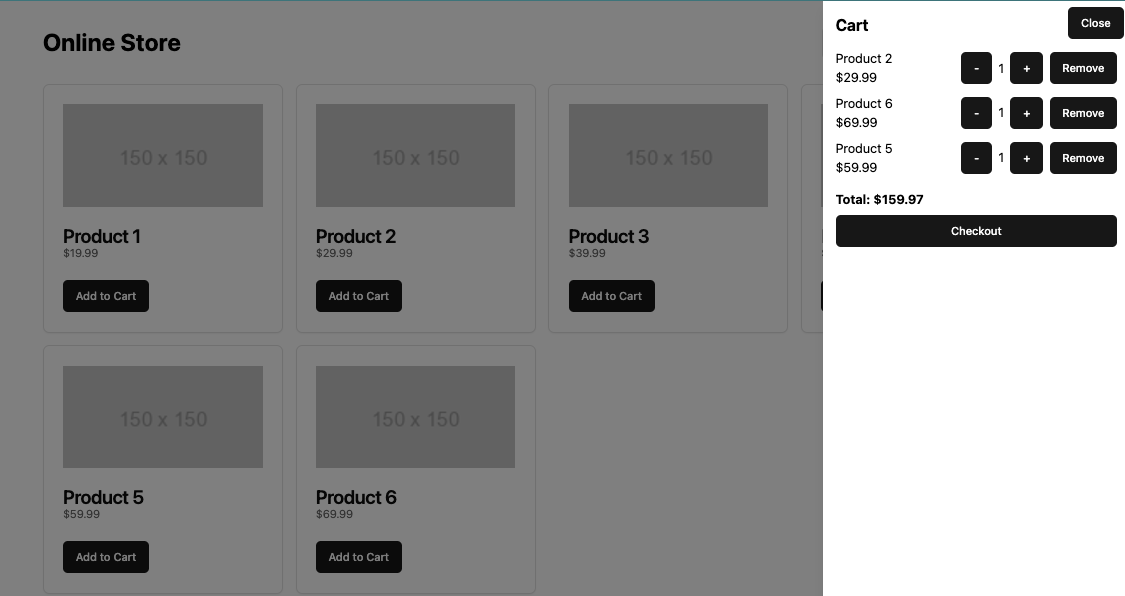 Online Store
150 x 150
150 x 150
150 x 150
Product 1
$19.99
Add to Cart
Product 2
$29.99
Add to Cart
Product 3
$39.99
Add to Cart
150 x 150
150 x 150
Product 5
$59.99
Add to Cart
Product 6
$69.99
Add to Cart
Cart
Close
Product 2
$29.99
- 1 + Remove
Product 6
$69.99
- 1 + Remove
Product 5
$59.99
- 1 + Remove
Total: $159.97
Checkout